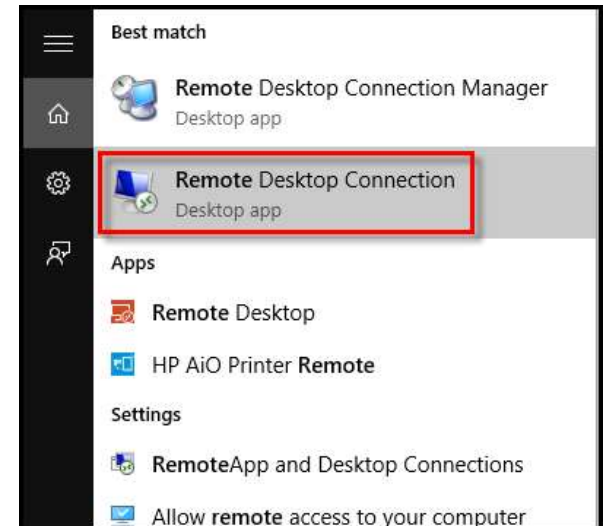 Best match
Remote Desktop Connection Manager
Desktop app
Remote Desktop Connection
Desktop app
Apps
Remote Desktop
HP AiO Printer Remote
Settings
RemoteApp and Desktop Connections
Allow remote access to your computer